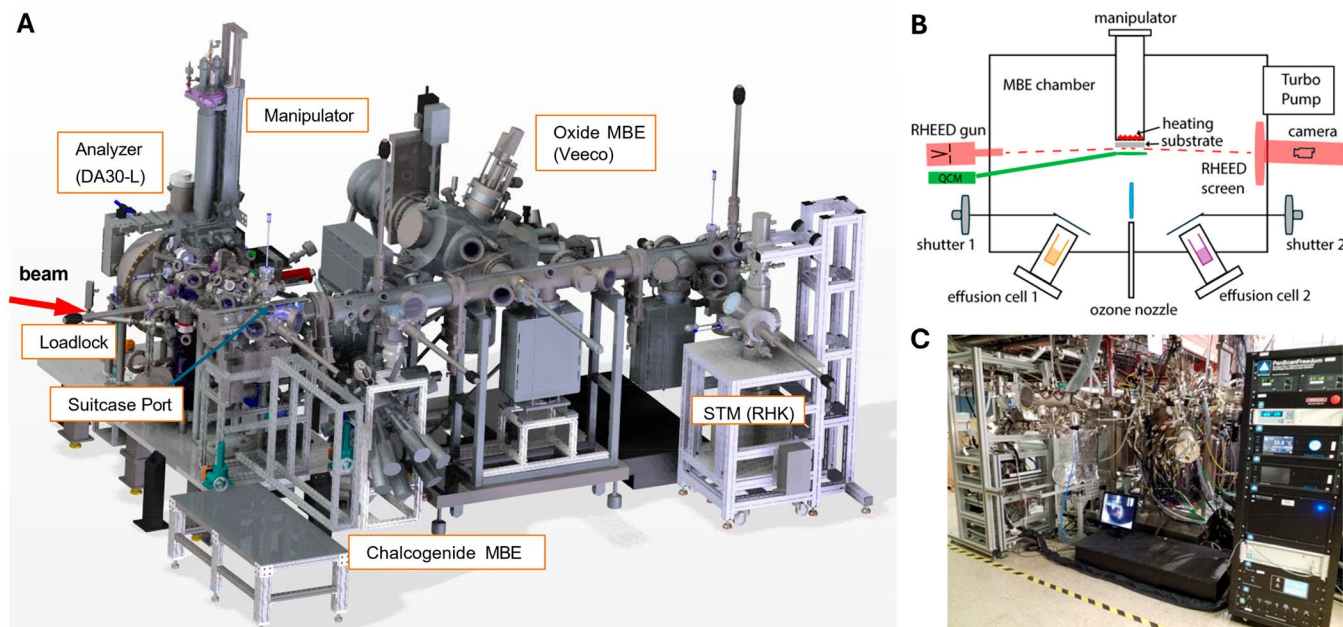 A
Manipulator
Analyzer
(DA30-L)
Oxide MBE
(Veeco)
beam
Loadlock
Suitcase Port
STM (RHK)
Chalcogenide MBE
B
manipulator
MBE chamber
Turbo
Pump
RHEED gun
heating
substrate
camera
QCM
RHEED
screen
shutter 1
shutter 2
effusion cell 1
effusion cell 2
ozone nozzle
C